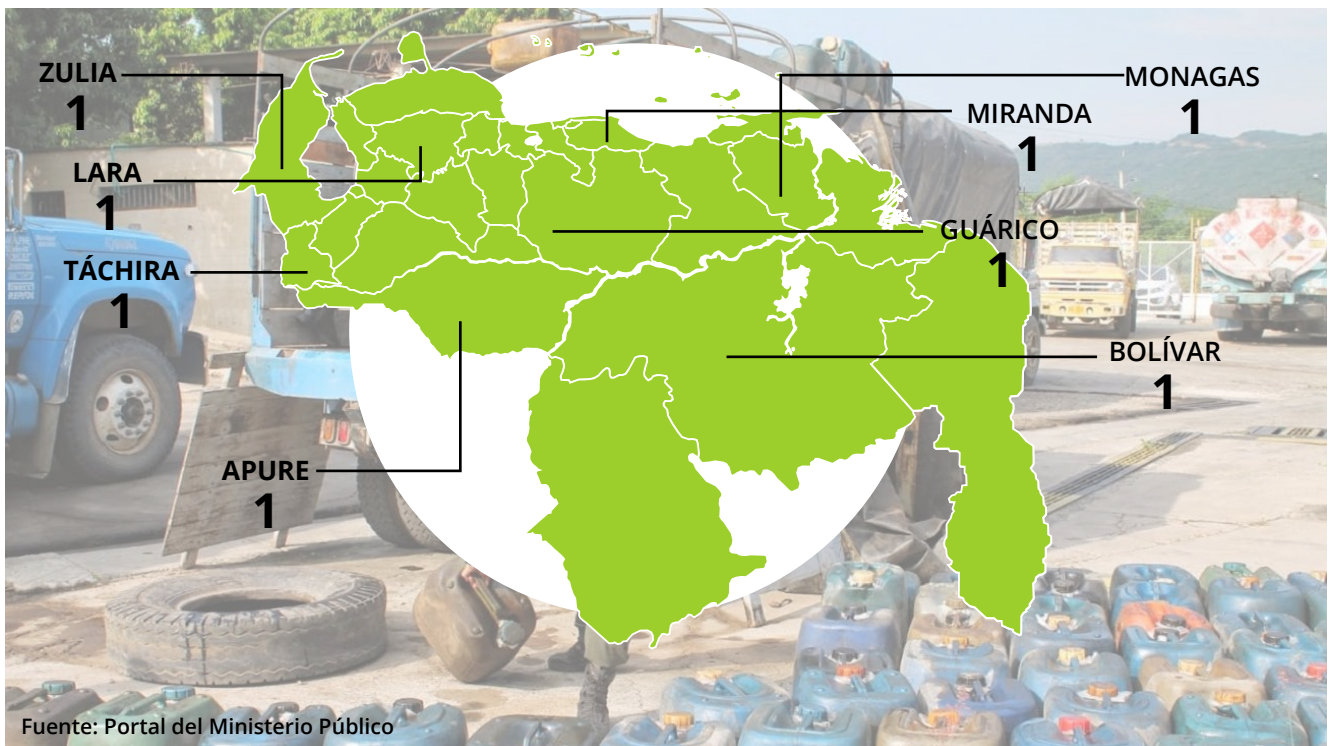 ZULIA
1
LARA
1
TÁCHIRA
1
APURE
1
MONAGAS
1
MIRANDA
1
GUÁRICO
1
BOLÍVAR
1
Fuente: Portal del Ministerio Público